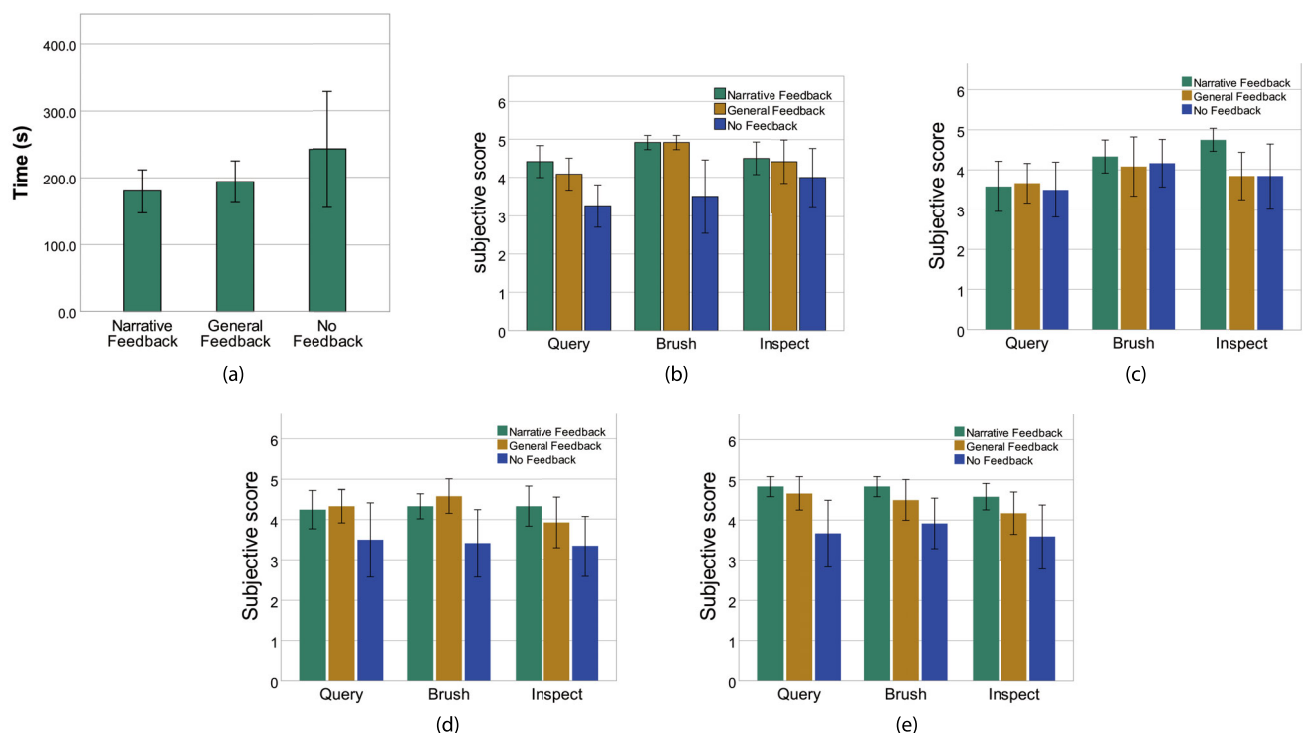 400.0
300.0
200.0
100.0
0.0
Time (s)
Narrative Feedback
General Feedback
No Feedback
(a)
6
5
4
3
2
1
0
subjective score
Narrative Feedback
General Feedback
No Feedback
Query Brush Inspect
(b)
6
5
4
3
2
1
0
Subjective score
Narrative Feedback
General Feedback
No Feedback
Query Brush Inspect
(c)
6
5
4
3
2
1
0
Subjective score
Narrative Feedback
General Feedback
No Feedback
Query Brush Inspect
(d)
6
5
4
3
2
1
0
Subjective score
Narrative Feedback
General Feedback
No Feedback
Query Brush Inspect
(e)